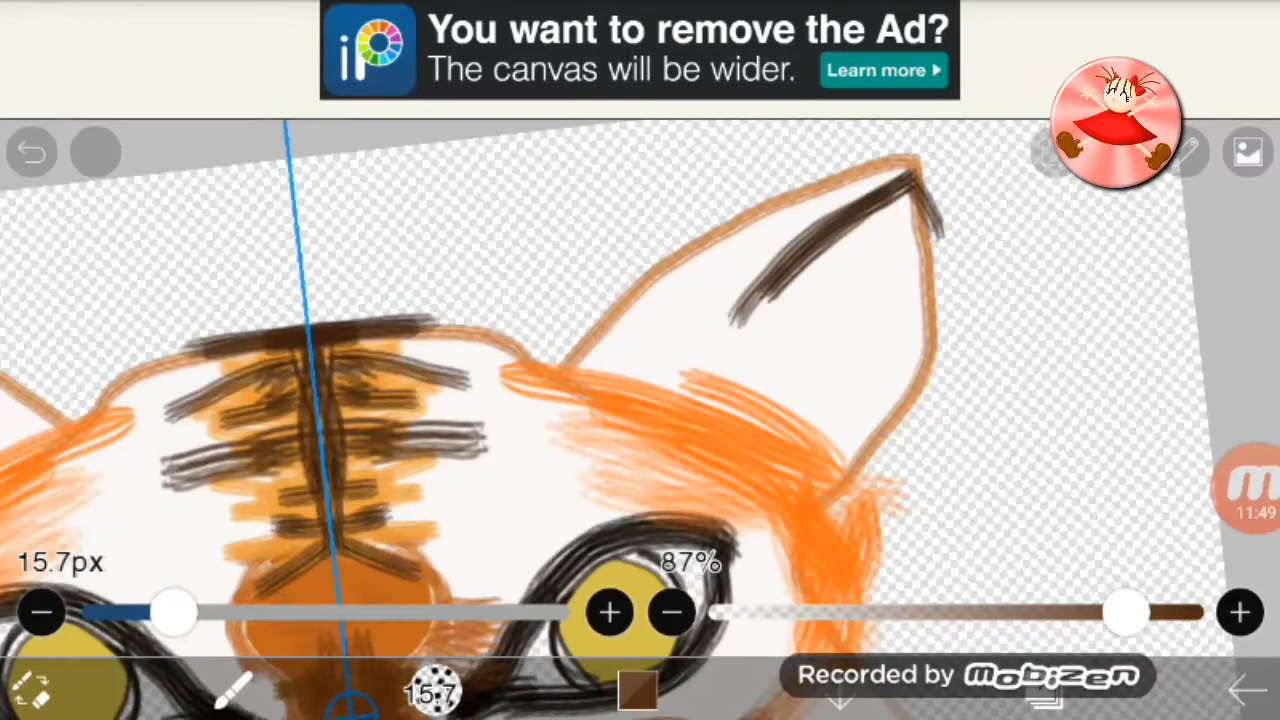 iP
You want to remove the Ad?
The canvas will be wider.
Learn more
11:49
15.7px
87%
15.7
Recorded by mobizen